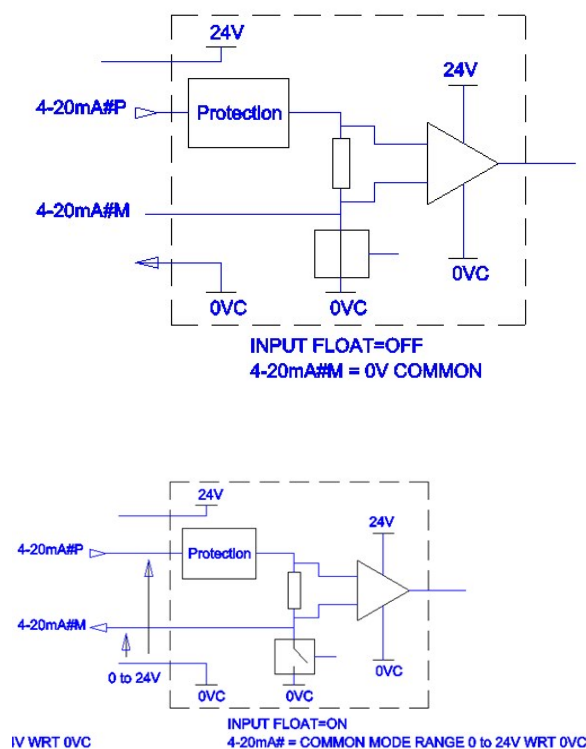 24V
24V
4-20mA#P
Protection
4-20mA#M
0VC
0VC
0VC
INPUT FLOAT=OFF
4-20mA#M = 0V COMMON
24V
24V
4-20mA#P
Protection
4-20mA#M
0VC
0 to 24V
0VC
0VC
INPUT FLOAT=ON
IV WRT 0VC
4-20mA# = COMMON MODE RANGE 0 to 24V WRT 0VC